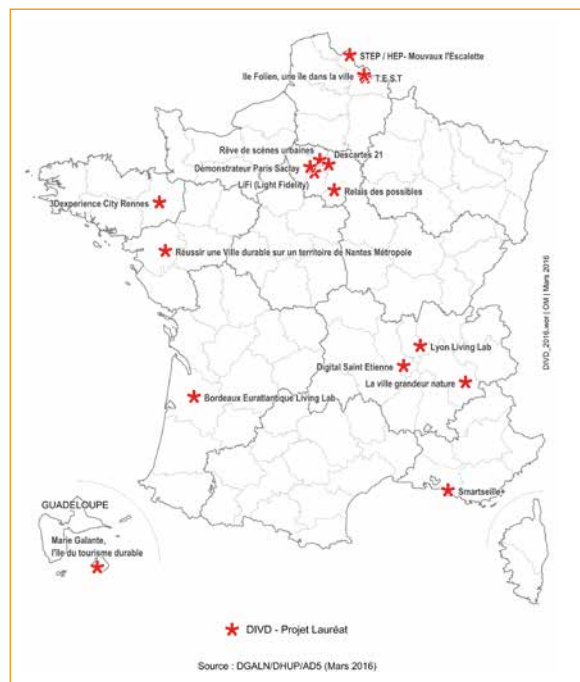 STEP / HEP- Mouvaux l'Escalette
Ile Folien, une île dans la ville
T.E.S.T
Rêve de scènes urbaines
Descartes 21
Démonstrateur Paris Saclay
LiFi (Light Fidelity)
Relais des possibles
3Dexperience City Rennes
Réussir une Ville durable sur un territoire de Nantes Métropole
Lyon Living Lab
Digital Saint Etienne
La ville grandeur nature
Bordeaux Euratlantique Living Lab
Smartseille+
GUADELOUPE
Marie Galante,
l'île du tourisme durable
DIVD_2016.wor | OM | Mars 2016
DIVD - Projet Lauréat
Source : DGALN/DHUP/AD5 (Mars 2016)